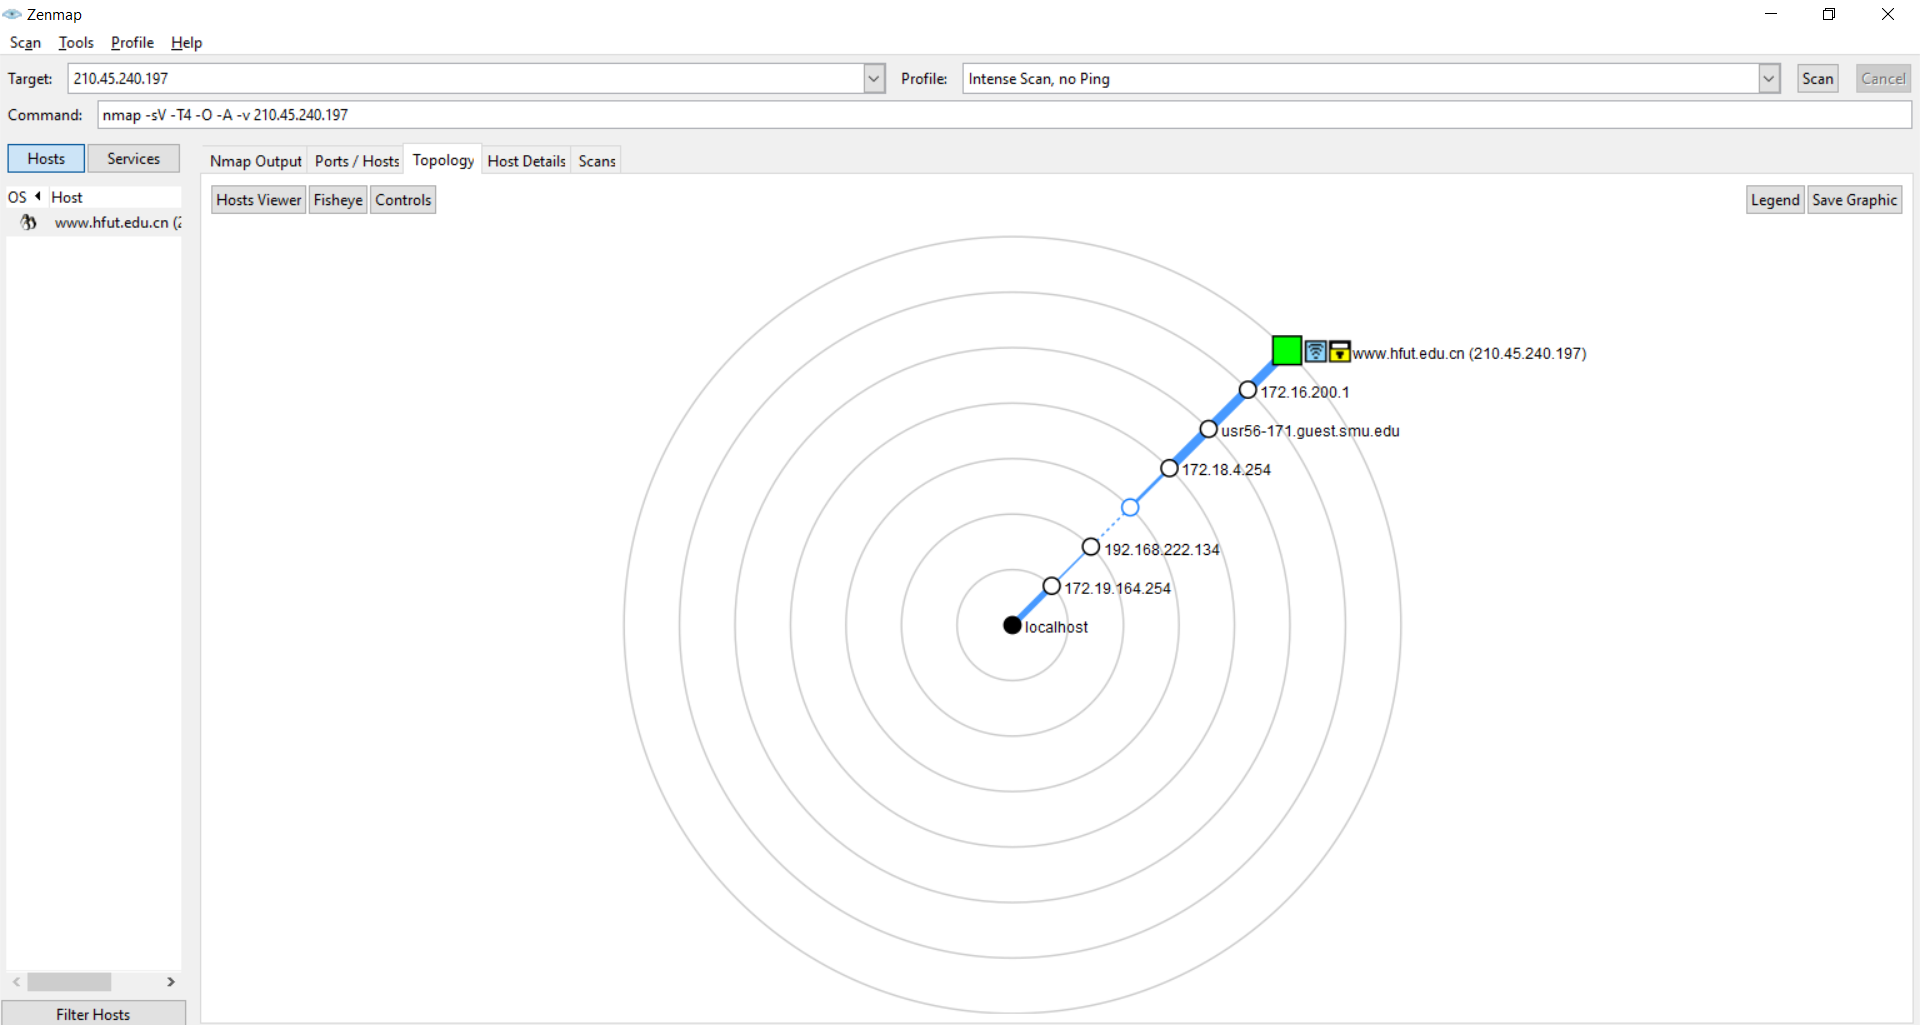 Zenmap
Scan Tools Profile Help
Target: 210.45.240.197 Profile: Intense Scan, no Ping Scan Cancel
Command: nmap -sV -T4 -O -A -v 210.45.240.197
Hosts Services Nmap Output Ports / Hosts Topology Host Details Scans
OS Host Hosts Viewer Fisheye Controls Legend Save Graphic
www.hfut.edu.cn (2
www.hfut.edu.cn (210.45.240.197)
172.16.200.1
usr56-171.guest.smu.edu
172.18.4.254
192.168.222.134
172.19.164.254
localhost
Filter Hosts